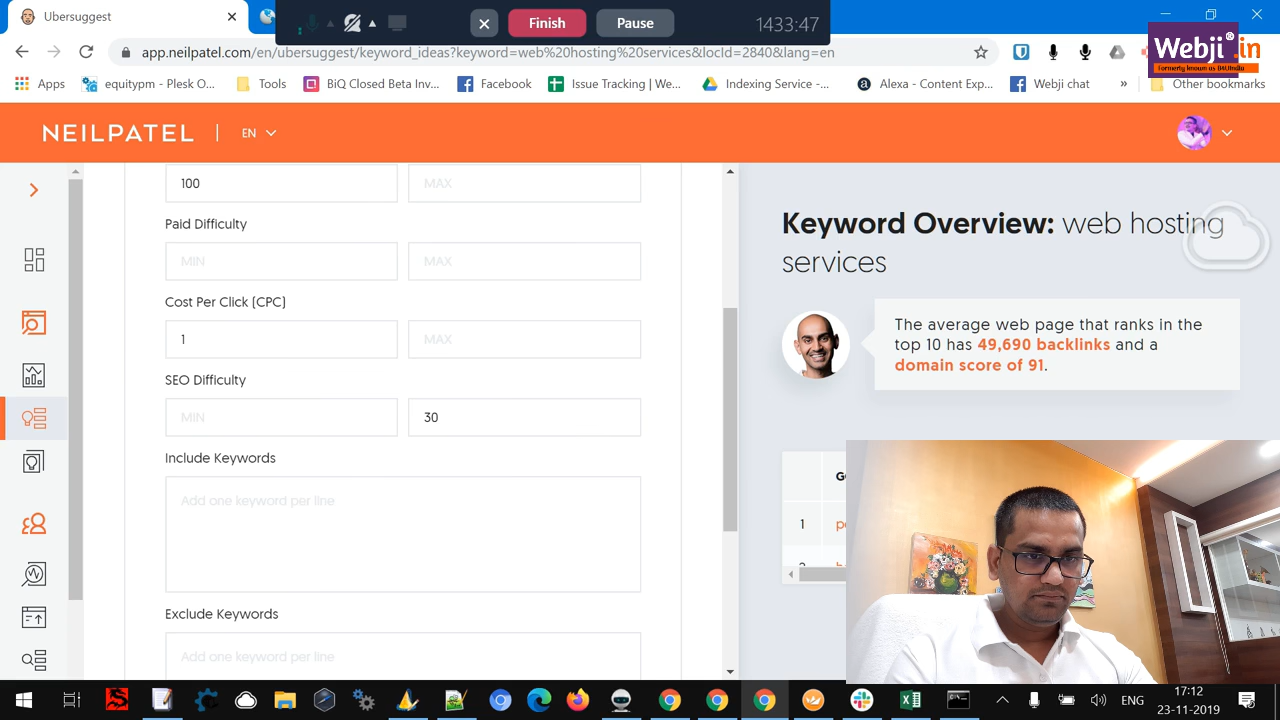 Ubersuggest
Finish
Pause
1433:47
app.neilpatel.com/en/ubersuggest/keyword_ideas?keyword=web%20hosting%20services&locId=2840&lang=en
Webji®.in
Formerly known as B4UIndia
Apps
equitypm - Plesk O...
Tools
BiQ Closed Beta Inv...
Facebook
Issue Tracking | We...
Indexing Service -...
Alexa - Content Exp...
Webji chat
»
Other bookmarks
NEILPATEL
EN
100
MAX
Paid Difficulty
MIN
MAX
Cost Per Click (CPC)
1
MAX
SEO Difficulty
MIN
30
Include Keywords
Add one keyword per line
Exclude Keywords
Add one keyword per line
Keyword Overview: web hosting
services
The average web page that ranks in the
top 10 has 49,690 backlinks and a
domain score of 91.
1
ENG
17:12
23-11-2019